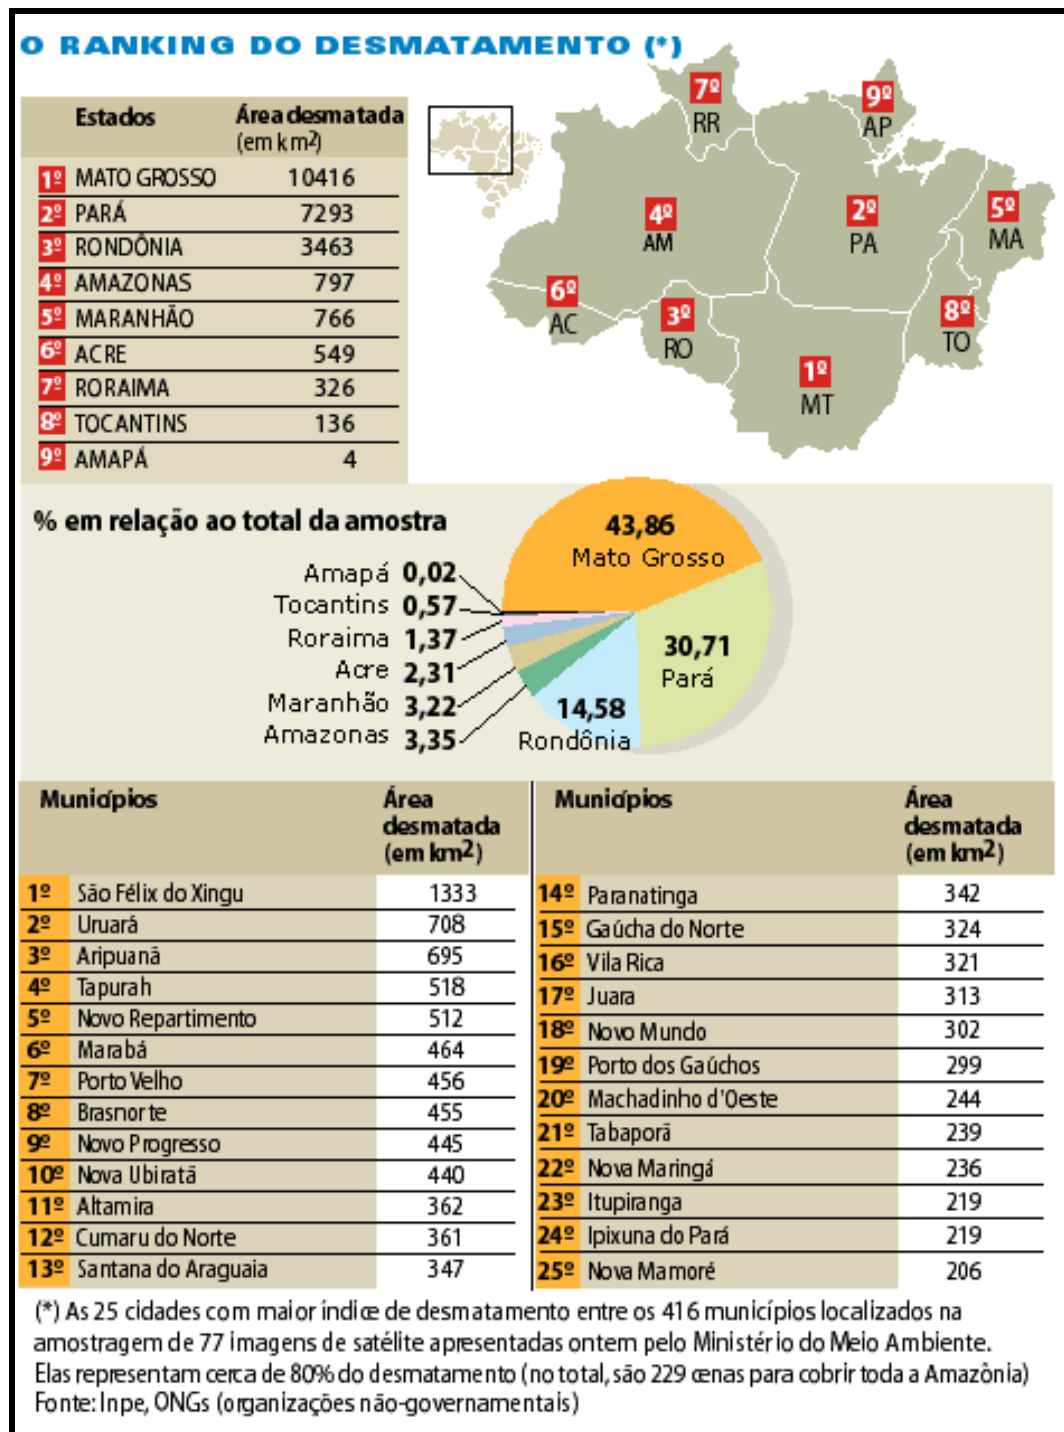 O RANKING DO DESMATAMENTO (*)
Estados Área desmatada
(em km²)
1º MATO GROSSO 10416
2º PARÁ 7293
3º RONDÔNIA 3463
4º AMAZONAS 797
5º MARANHÃO 766
6º ACRE 549
7º RORAIMA 326
8º TOCANTINS 136
9º AMAPÁ 4
7º
RR
9º
AP
4º
AM
2º
PA
5º
MA
6º
AC
3º
RO
8º
TO
1º
MT
% em relação ao total da amostra
43,86
Mato Grosso
30,71
Pará
14,58
Rondônia
Amapá 0,02
Tocantins 0,57
Roraima 1,37
Acre 2,31
Maranhão 3,22
Amazonas 3,35
Municípios Área
desmatada
(em km²)
1º São Félix do Xingu 1333
2º Uruará 708
3º Aripuanã 695
4º Tapurah 518
5º Novo Repartimento 512
6º Marabá 464
7º Porto Velho 456
8º Brasnorte 455
9º Novo Progresso 445
10º Nova Ubiratã 440
11º Altamira 362
12º Cumaru do Norte 361
13º Santana do Araguaia 347
Municípios Área
desmatada
(em km²)
14º Paranatinga 342
15º Gaúcha do Norte 324
16º Vila Rica 321
17º Juara 313
18º Novo Mundo 302
19º Porto dos Gaúchos 299
20º Machadinho d'Oeste 244
21º Tabaporã 239
22º Nova Maringá 236
23º Itupiranga 219
24º Ipixuna do Pará 219
25º Nova Mamoré 206
(*) As 25 cidades com maior índice de desmatamento entre os 416 municípios localizados na
amostragem de 77 imagens de satélite apresentadas ontem pelo Ministério do Meio Ambiente.
Elas representam cerca de 80% do desmatamento (no total, são 229 cenas para cobrir toda a Amazônia)
Fonte: Inpe, ONGs (organizações não-governamentais)